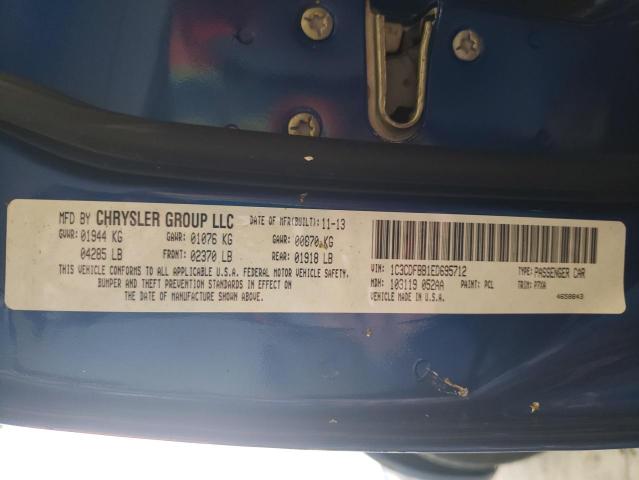 MFD BY CHRYSLER GROUP LLC DATE OF MFR(BUILT): 11-13
GVWR: 01944 KG GAWR: 01076 KG GAWR: 00870 KG
04285 LB FRONT: 02370 LB REAR: 01918 LB
THIS VEHICLE CONFORMS TO ALL APPLICABLE U.S.A. FEDERAL MOTOR VEHICLE SAFETY,
BUMPER AND THEFT PREVENTION STANDARDS IN EFFECT ON
THE DATE OF MANUFACTURE SHOWN ABOVE.
VIN: 1C3CDFBB1ED695712 TYPE: PASSENGER CAR
MDH: 103119 052AA PAINT: PCL TRIM: P7XA
VEHICLE MADE IN U.S.A. 4658843